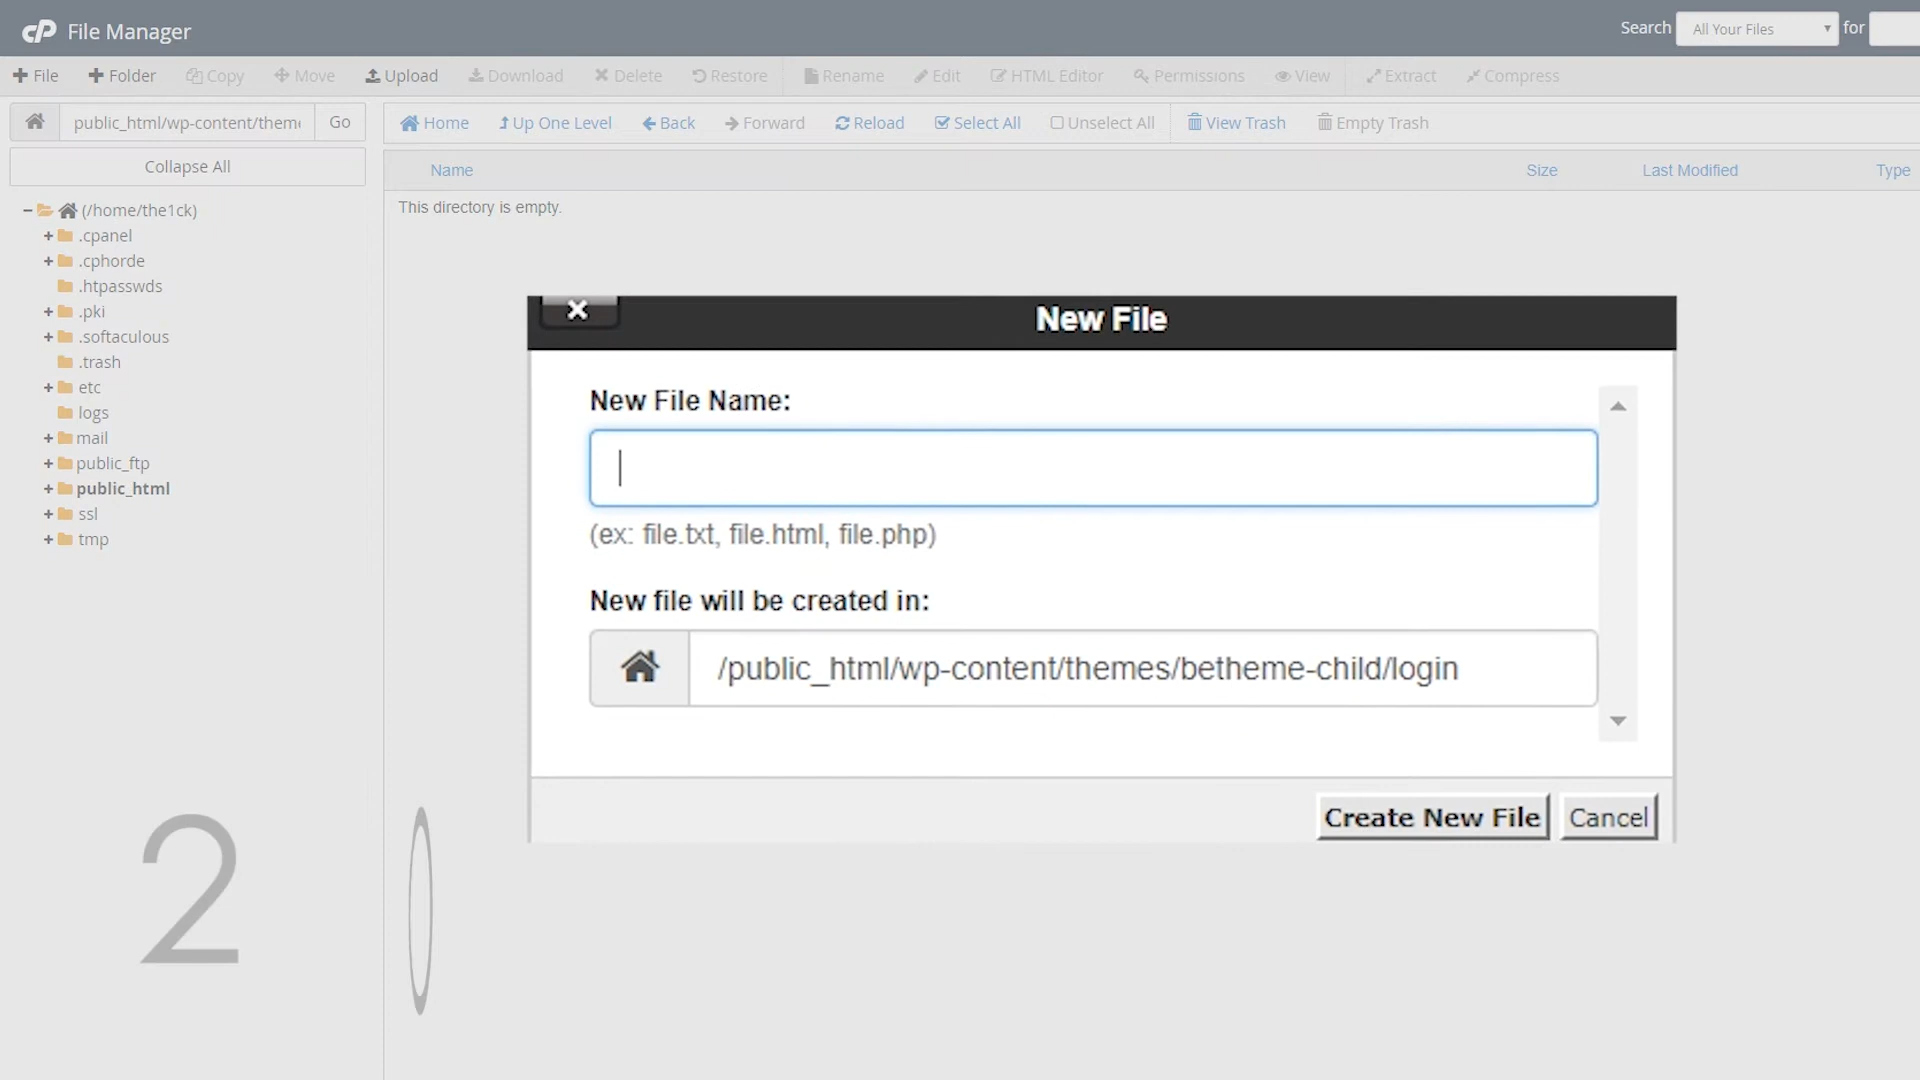 cP File Manager
Search All Your Files for
File Folder Copy Move Upload Download Delete Restore Rename Edit HTML Editor Permissions View Extract Compress
public_html/wp-content/them Go
Home Up One Level Back Forward Reload Select All Unselect All View Trash Empty Trash
Collapse All
Name Size Last Modified Type
This directory is empty.
(/home/the1ck)
.cpanel
.cphorde
.htpasswds
.pki
.softaculous
.trash
etc
logs
mail
public_ftp
public_html
ssl
tmp
New File
New File Name:
(ex: file.txt, file.html, file.php)
New file will be created in:
/public_html/wp-content/themes/betheme-child/login
Create New File Cancel
2